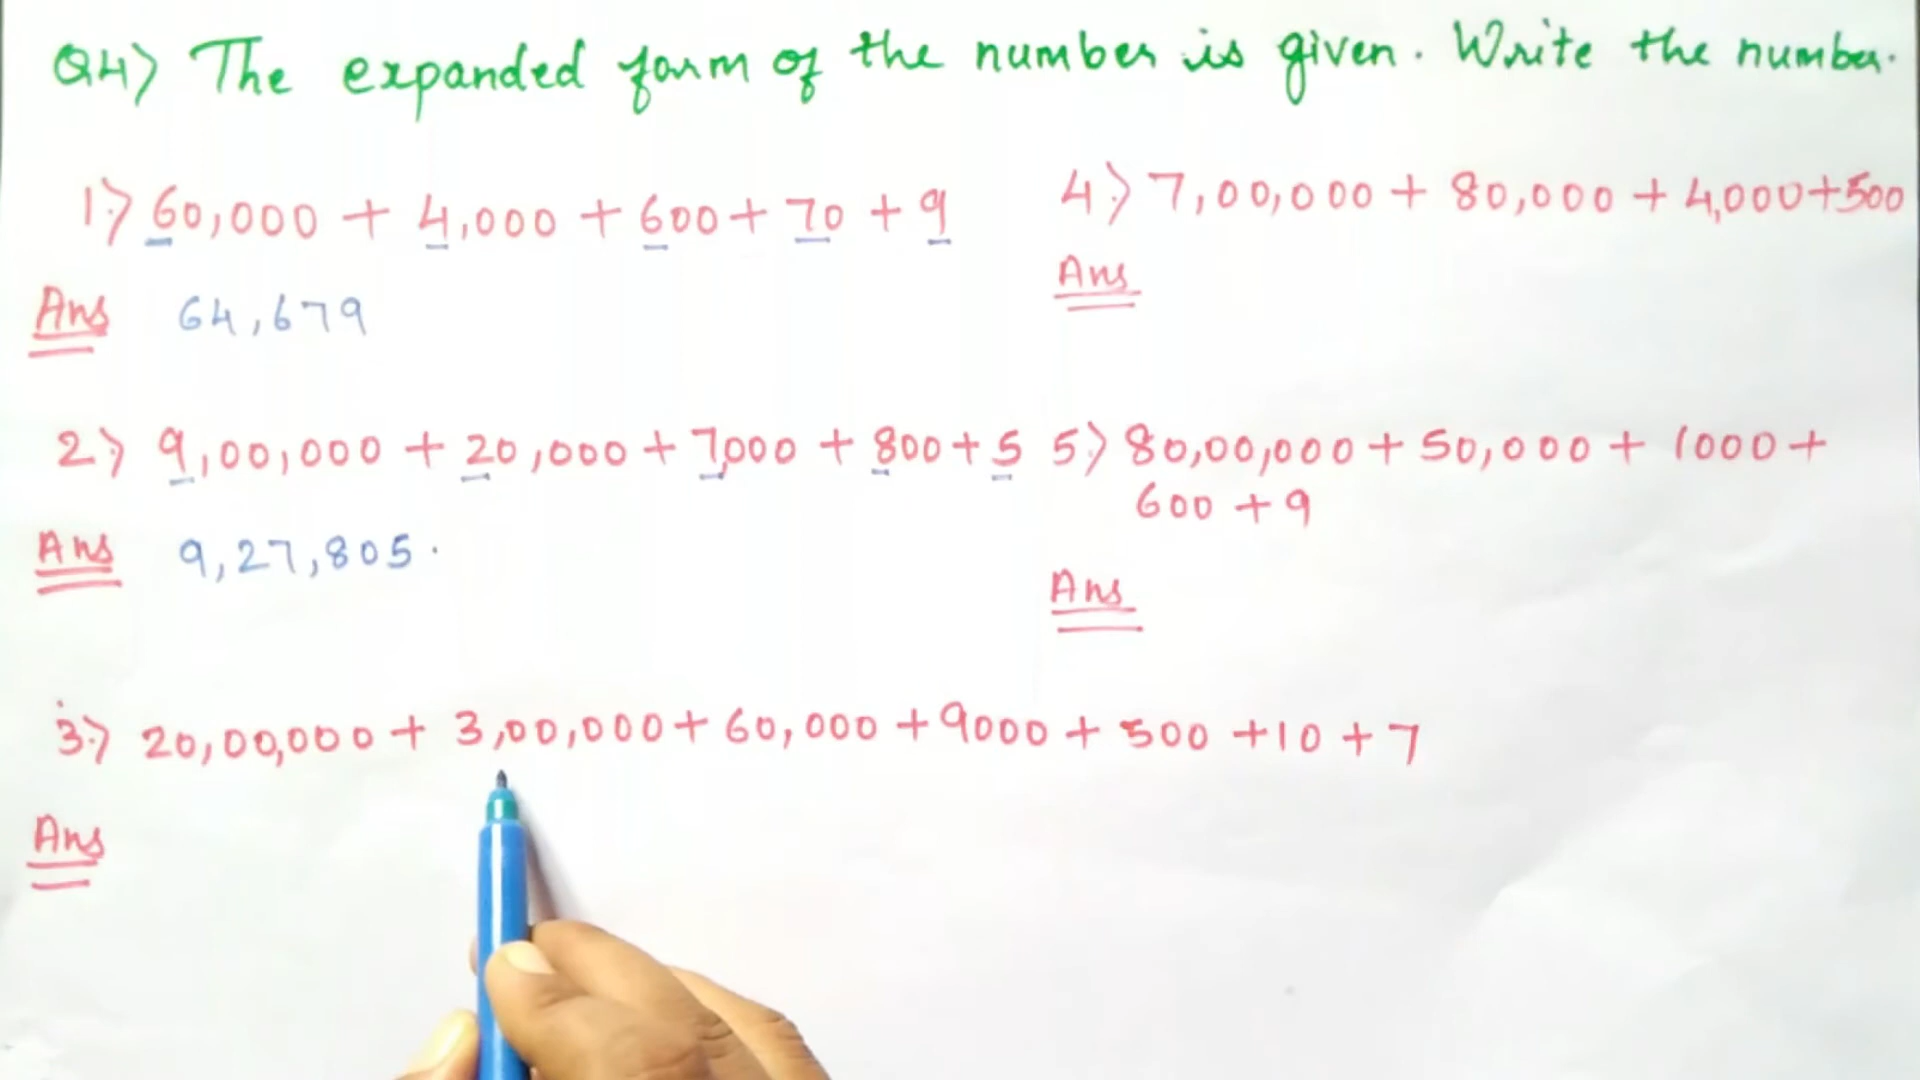 Q4) The expanded form of the number is given. Write the number.
1) 60,000 + 4,000 + 600 + 70 + 9
Ans 64,679
2) 9,00,000 + 20,000 + 7,000 + 800 + 5
Ans 9,27,805.
3) 20,00,000 + 3,00,000 + 60,000 + 9000 + 500 + 10 + 7
Ans
4) 7,00,000 + 80,000 + 4,000 + 500
Ans
5) 80,00,000 + 50,000 + 1000 +
600 + 9
Ans